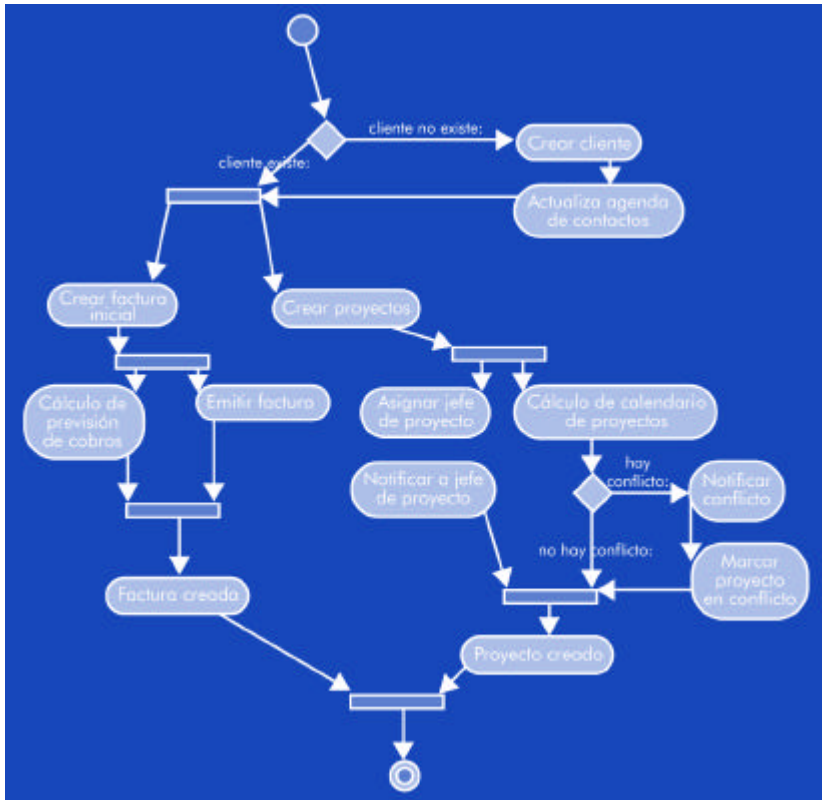 cliente no existe:
Crear cliente
cliente existe:
Actualiza agenda
de contactos
Crear factura
inicial
Crear proyectos
Cálculo de
previsión
de cobros
Emitir factura
Asignar jefe
de proyecto
Cálculo de calendario
de proyectos
Notificar a jefe
de proyecto
hay
conflicto:
Notificar
conflicto
no hay conflicto:
Marcar
proyecto
en conflicto
Factura creada
Proyecto creado